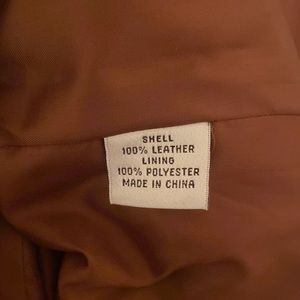 SHELL
100% LEATHER
LINING
100% POLYESTER
MADE IN CHINA